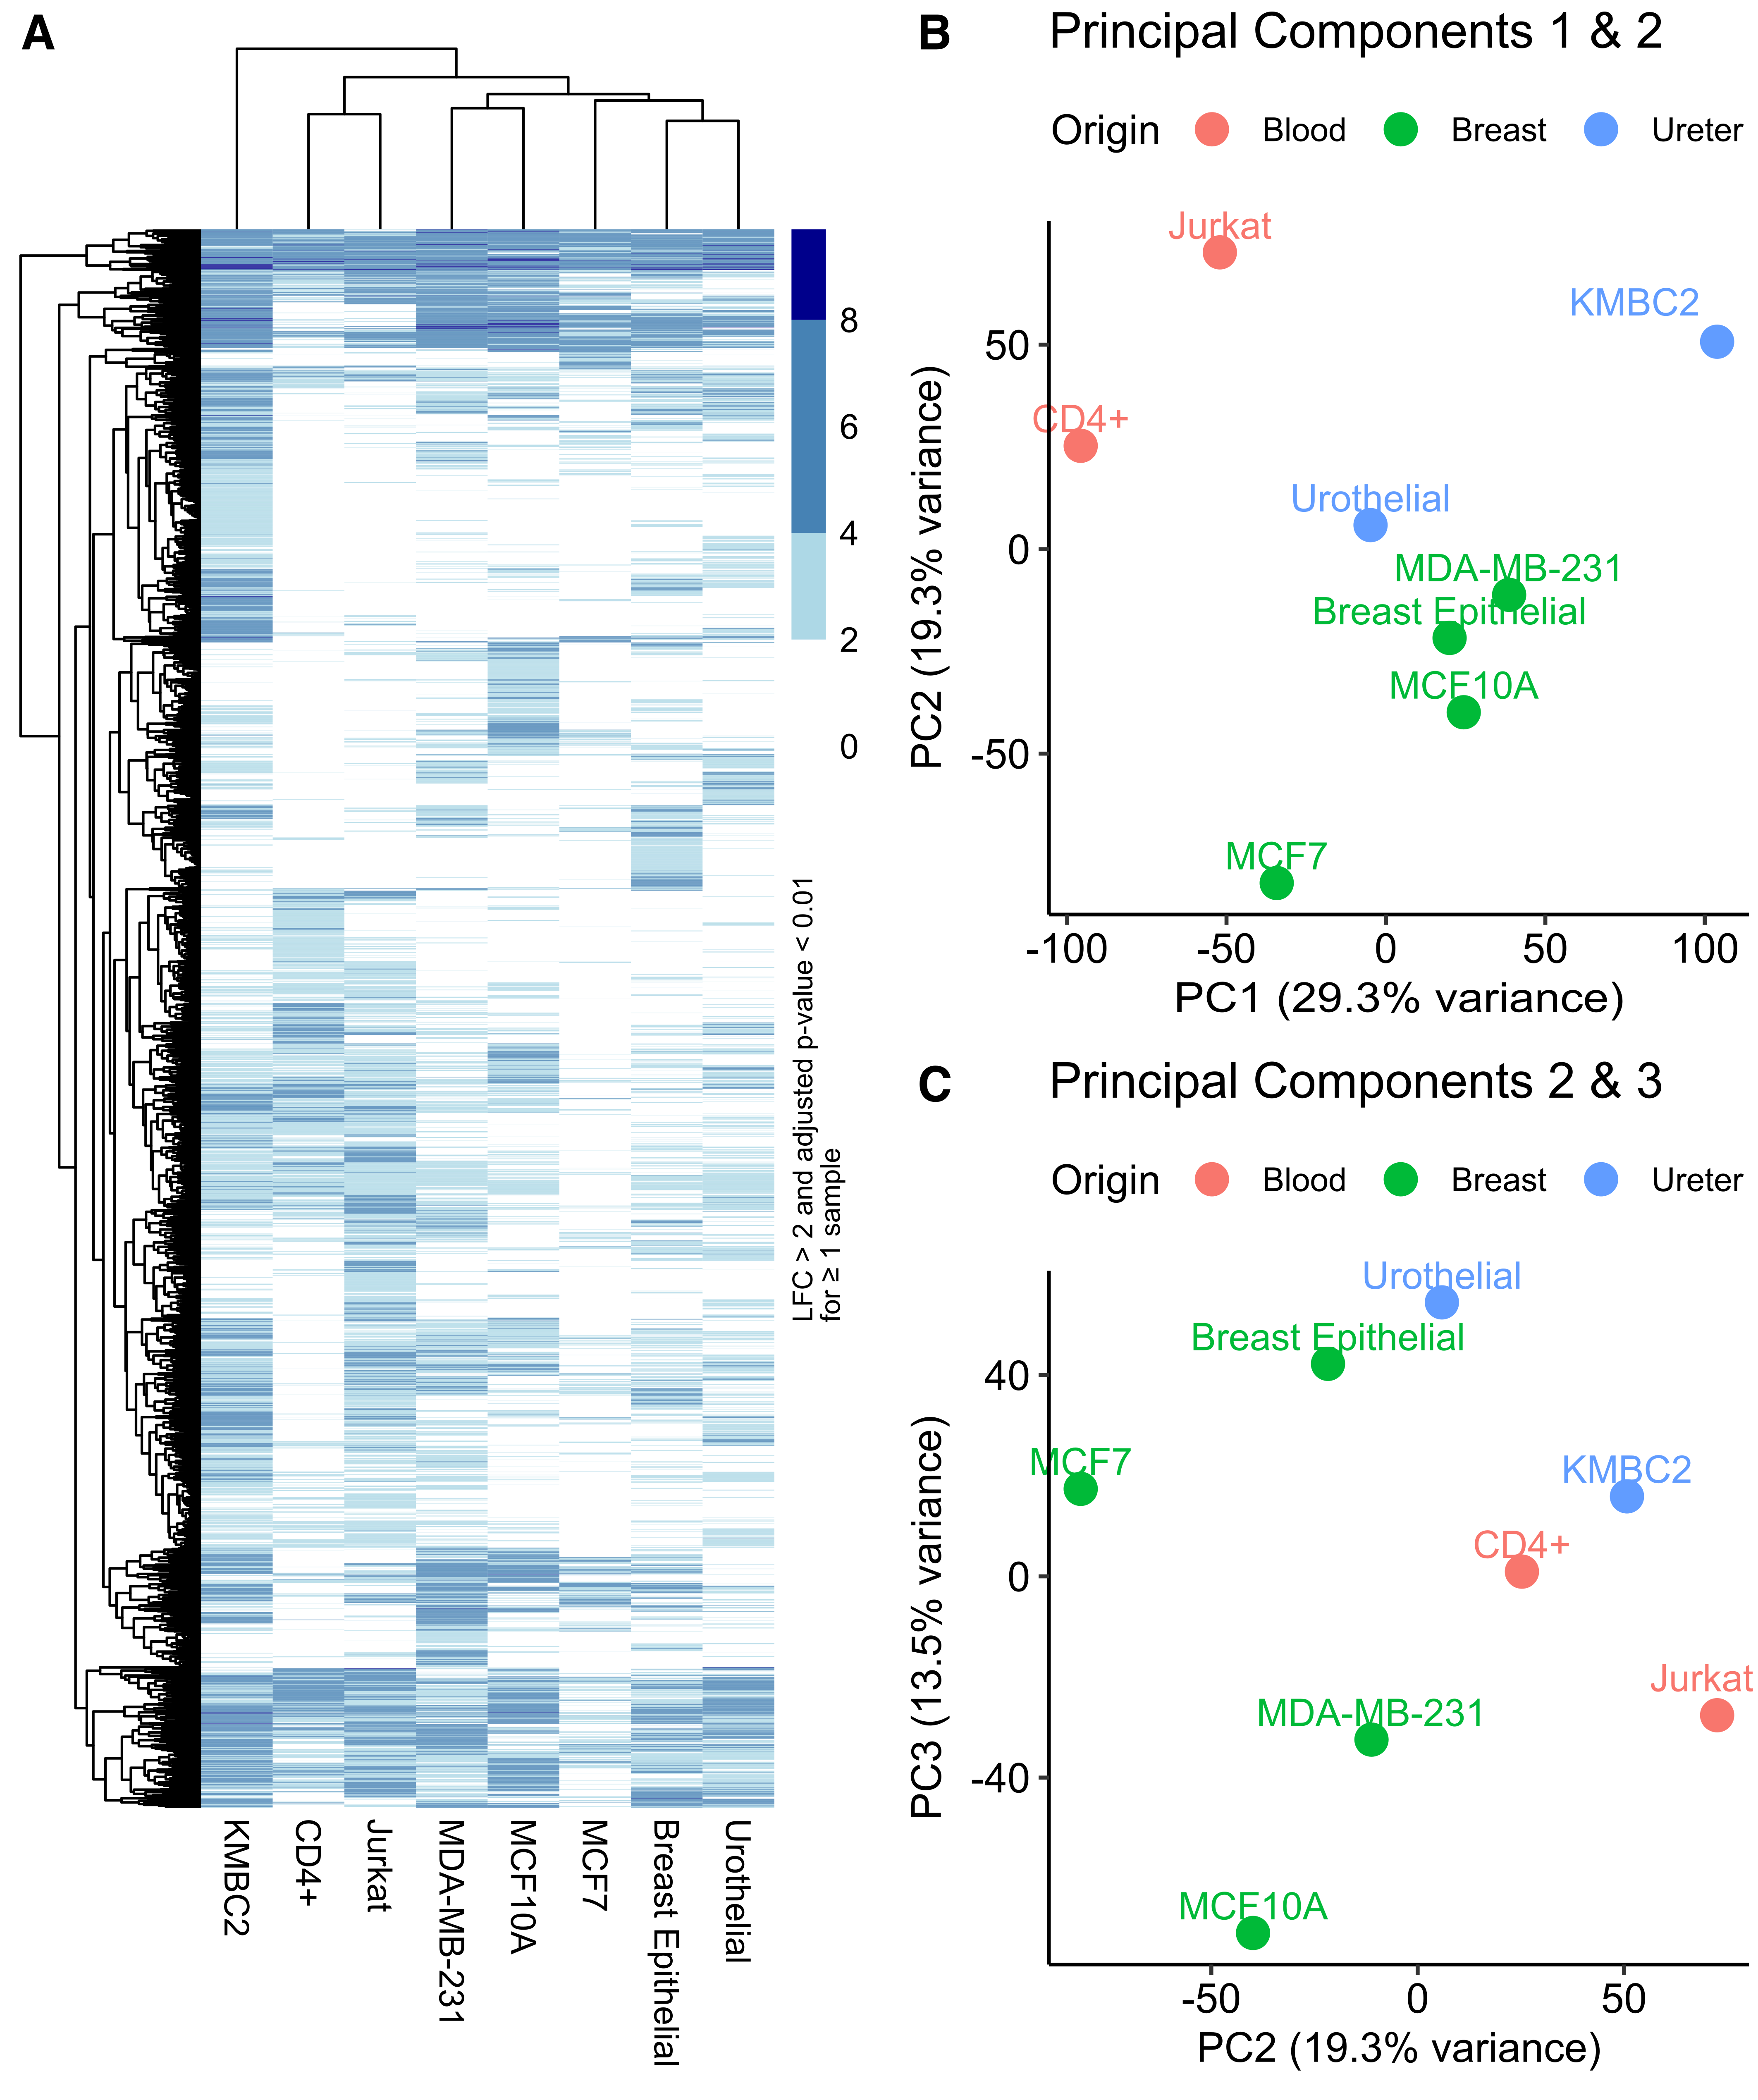 A
8
6
4
2
0
LFC > 2 and adjusted p-value < 0.01
for ≥ 1 sample
KMBC2
CD4+
Jurkat
MDA-MB-231
MCF10A
MCF7
Breast Epithelial
Urothelial
B
Principal Components 1 & 2
Origin Blood Breast Ureter
Jurkat
KMBC2
CD4+
Urothelial
MDA-MB-231
Breast Epithelial
MCF10A
MCF7
PC2 (19.3% variance)
50
0
-50
-100 -50 0 50 100
PC1 (29.3% variance)
C
Principal Components 2 & 3
Origin Blood Breast Ureter
Urothelial
Breast Epithelial
MCF7
KMBC2
CD4+
Jurkat
MDA-MB-231
MCF10A
PC3 (13.5% variance)
40
0
-40
-50 0 50
PC2 (19.3% variance)